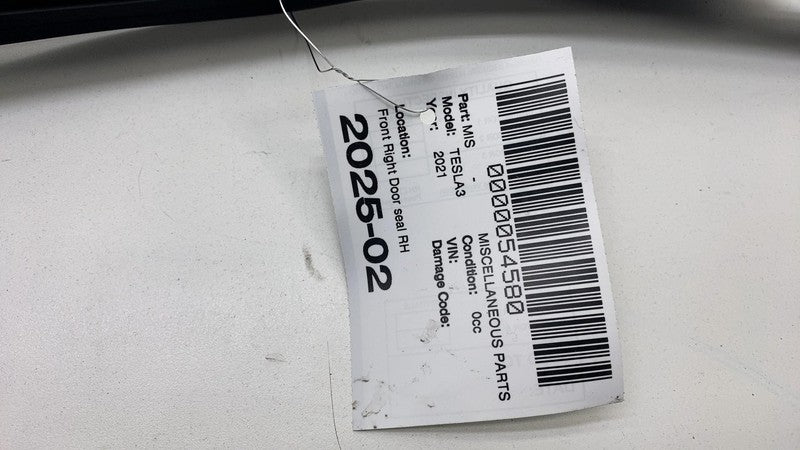 0000054580
Part: MIS - MISCELLANEOUS PARTS
Model: TESLA3 Condition: 0cc
Year: 2021 VIN:
Damage Code:
Location:
Front Right Door seal RH
2025-02